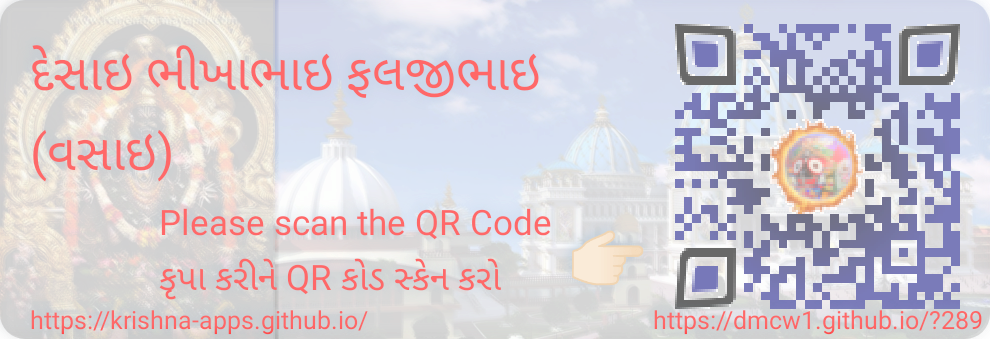 દેસાઇ ભીખાભાઇ ફલજીભાઇ
(વસાઇ)
Please scan the QR Code
કૃપા કરીને QR કોડ સ્કેન કરો
https://krishna-apps.github.io/
https://dmcw1.github.io/?289